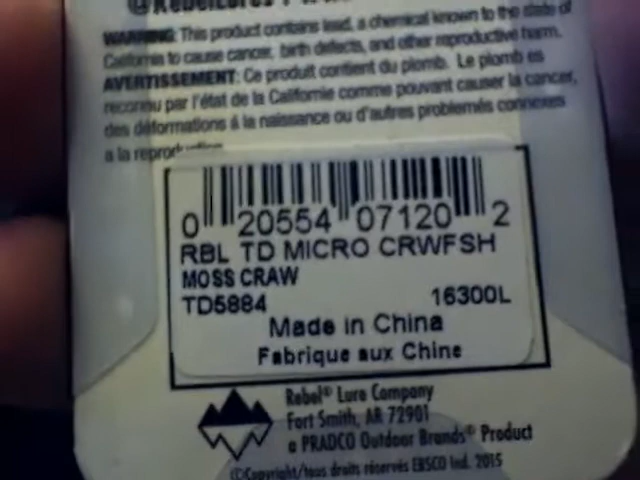 @RebelLures
WARNING: This product contains lead, a chemical known to the state of
California to cause cancer, birth defects, and other reproductive harm.
AVERTISSEMENT: Ce produit contient du plomb. Le plomb es
reconnu par l'état de la Californie comme pouvant causer la cancer,
des déformations á la naissance ou d'autres problemés connexes
a la reproduction
0 20554 07120 2
RBL TD MICRO CRWFSH
MOSS CRAW
TD5884 16300L
Made in China
Fabrique aux Chine
Rebel® Lure Company
Fort Smith, AR 72901
a PRADCO Outdoor Brands® Product
©Copyright/tous droits réservés EBSCO Ind. 2015